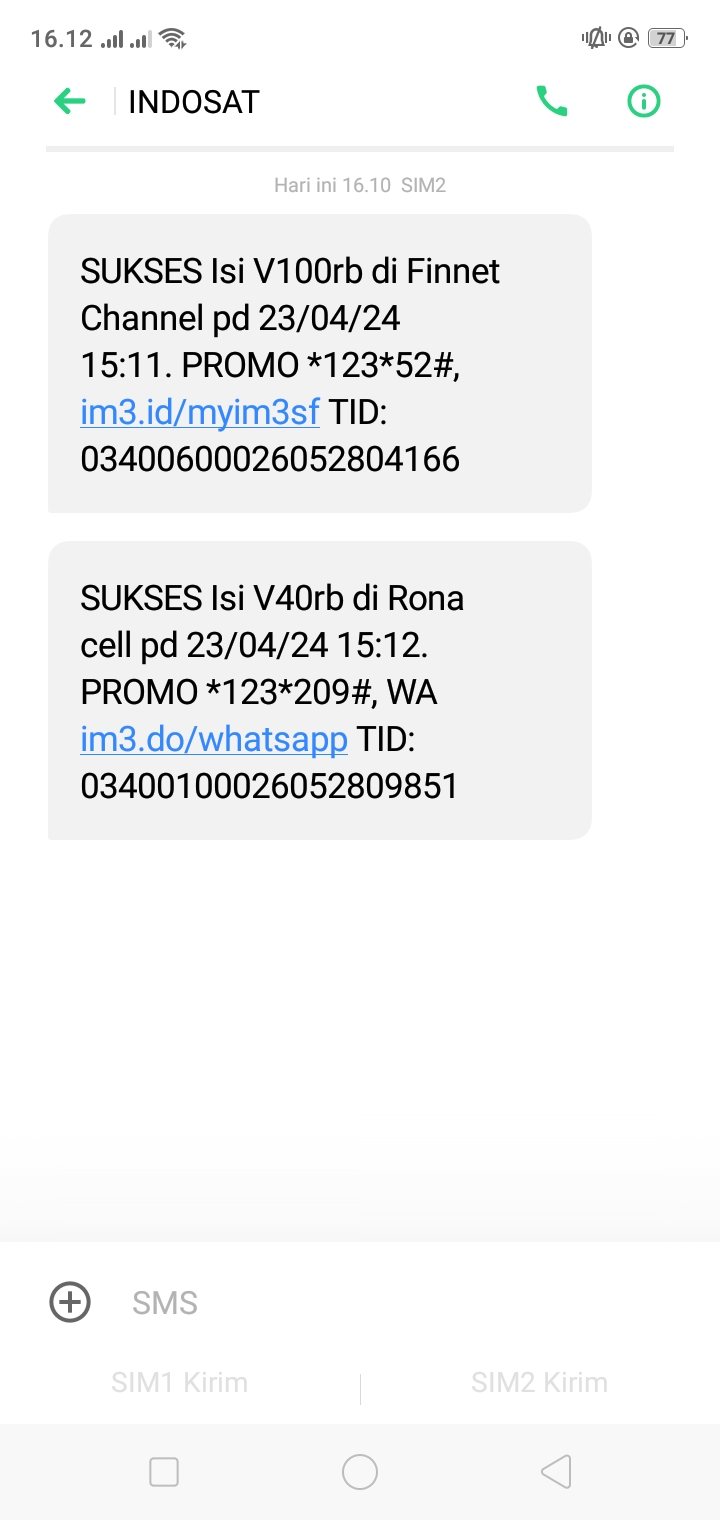 16.12
77
INDOSAT
Hari ini 16.10 SIM2
SUKSES Isi V100rb di Finnet
Channel pd 23/04/24
15:11. PROMO *123*52#,
im3.id/myim3sf TID:
03400600026052804166
SUKSES Isi V40rb di Rona
cell pd 23/04/24 15:12.
PROMO *123*209#, WA
im3.do/whatsapp TID:
03400100026052809851
SMS
SIM1 Kirim
SIM2 Kirim